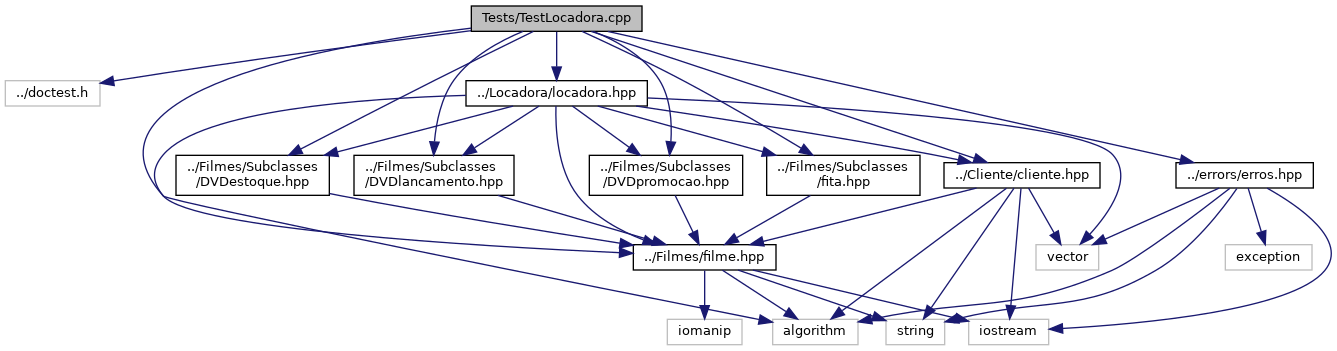 Tests/TestLocadora.cpp
../doctest.h
../Locadora/locadora.hpp
../Filmes/Subclasses
/DVDestoque.hpp
../Filmes/Subclasses
/DVDlancamento.hpp
../Filmes/Subclasses
/DVDpromocao.hpp
../Filmes/Subclasses
/fita.hpp
../Cliente/cliente.hpp
../errors/erros.hpp
../Filmes/filme.hpp
vector
exception
iomanip
algorithm
string
iostream